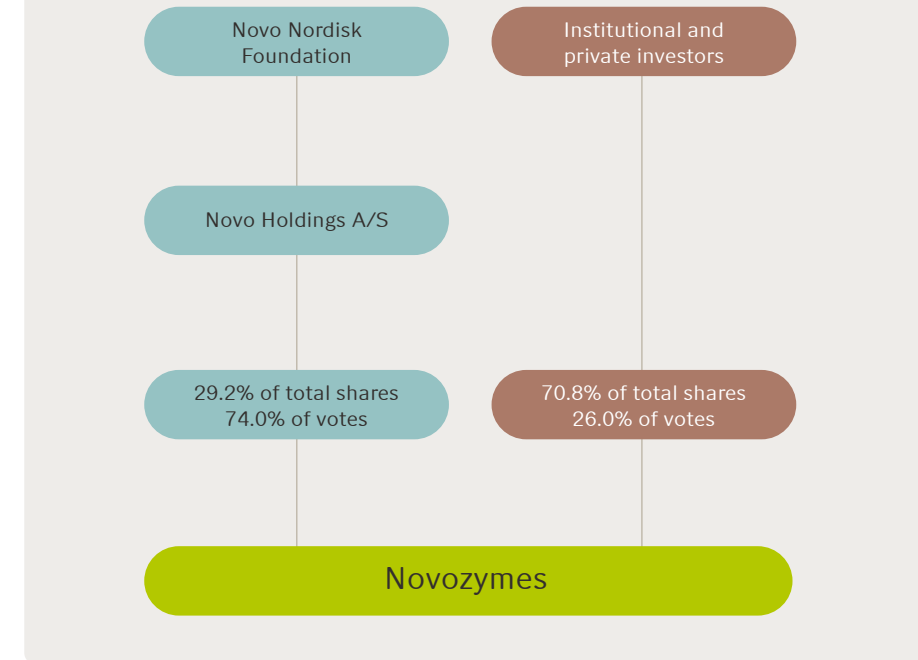 Novo Nordisk
Foundation
Institutional and
private investors
Novo Holdings A/S
29.2% of total shares
74.0% of votes
70.8% of total shares
26.0% of votes
Novozymes